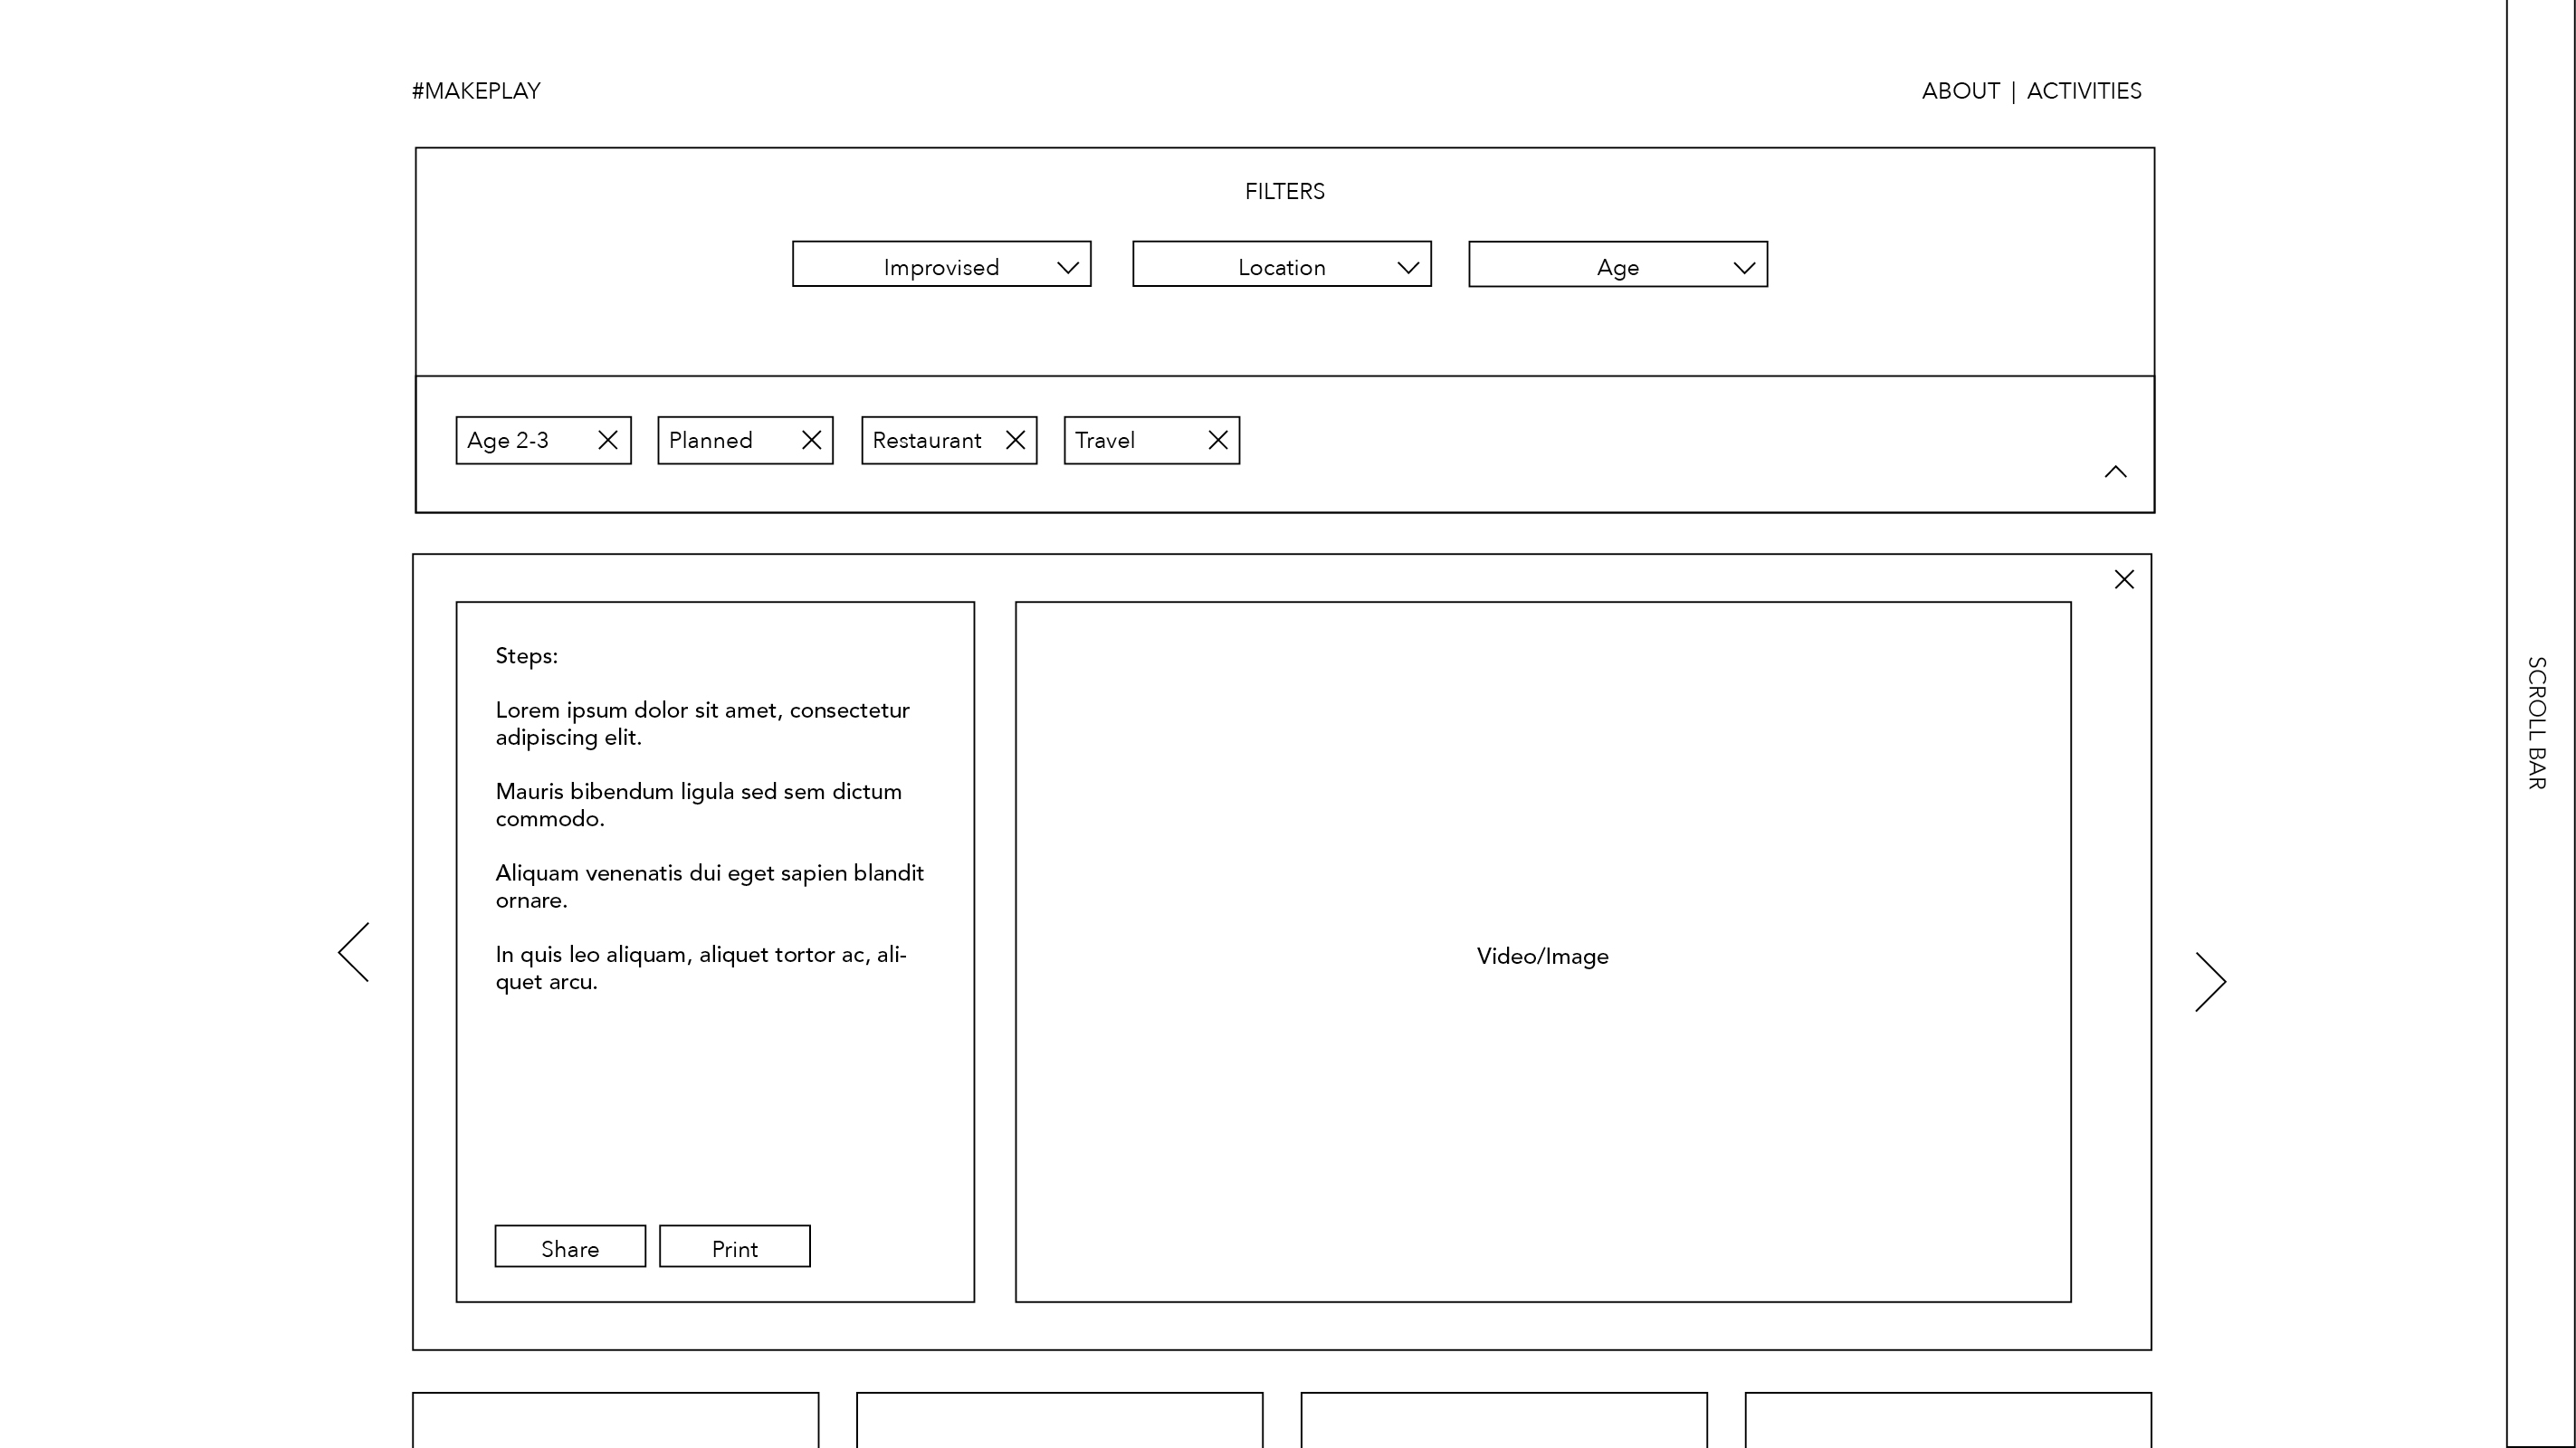 #MAKEPLAY
ABOUT | ACTIVITIES
FILTERS
Improvised
Location
Age
Age 2-3
Planned
Restaurant
Travel
Steps:
Lorem ipsum dolor sit amet, consectetur
adipiscing elit.
Mauris bibendum ligula sed sem dictum
commodo.
Aliquam venenatis dui eget sapien blandit
ornare.
In quis leo aliquam, aliquet tortor ac, ali-
quet arcu.
Share
Print
Video/Image
SCROLL BAR